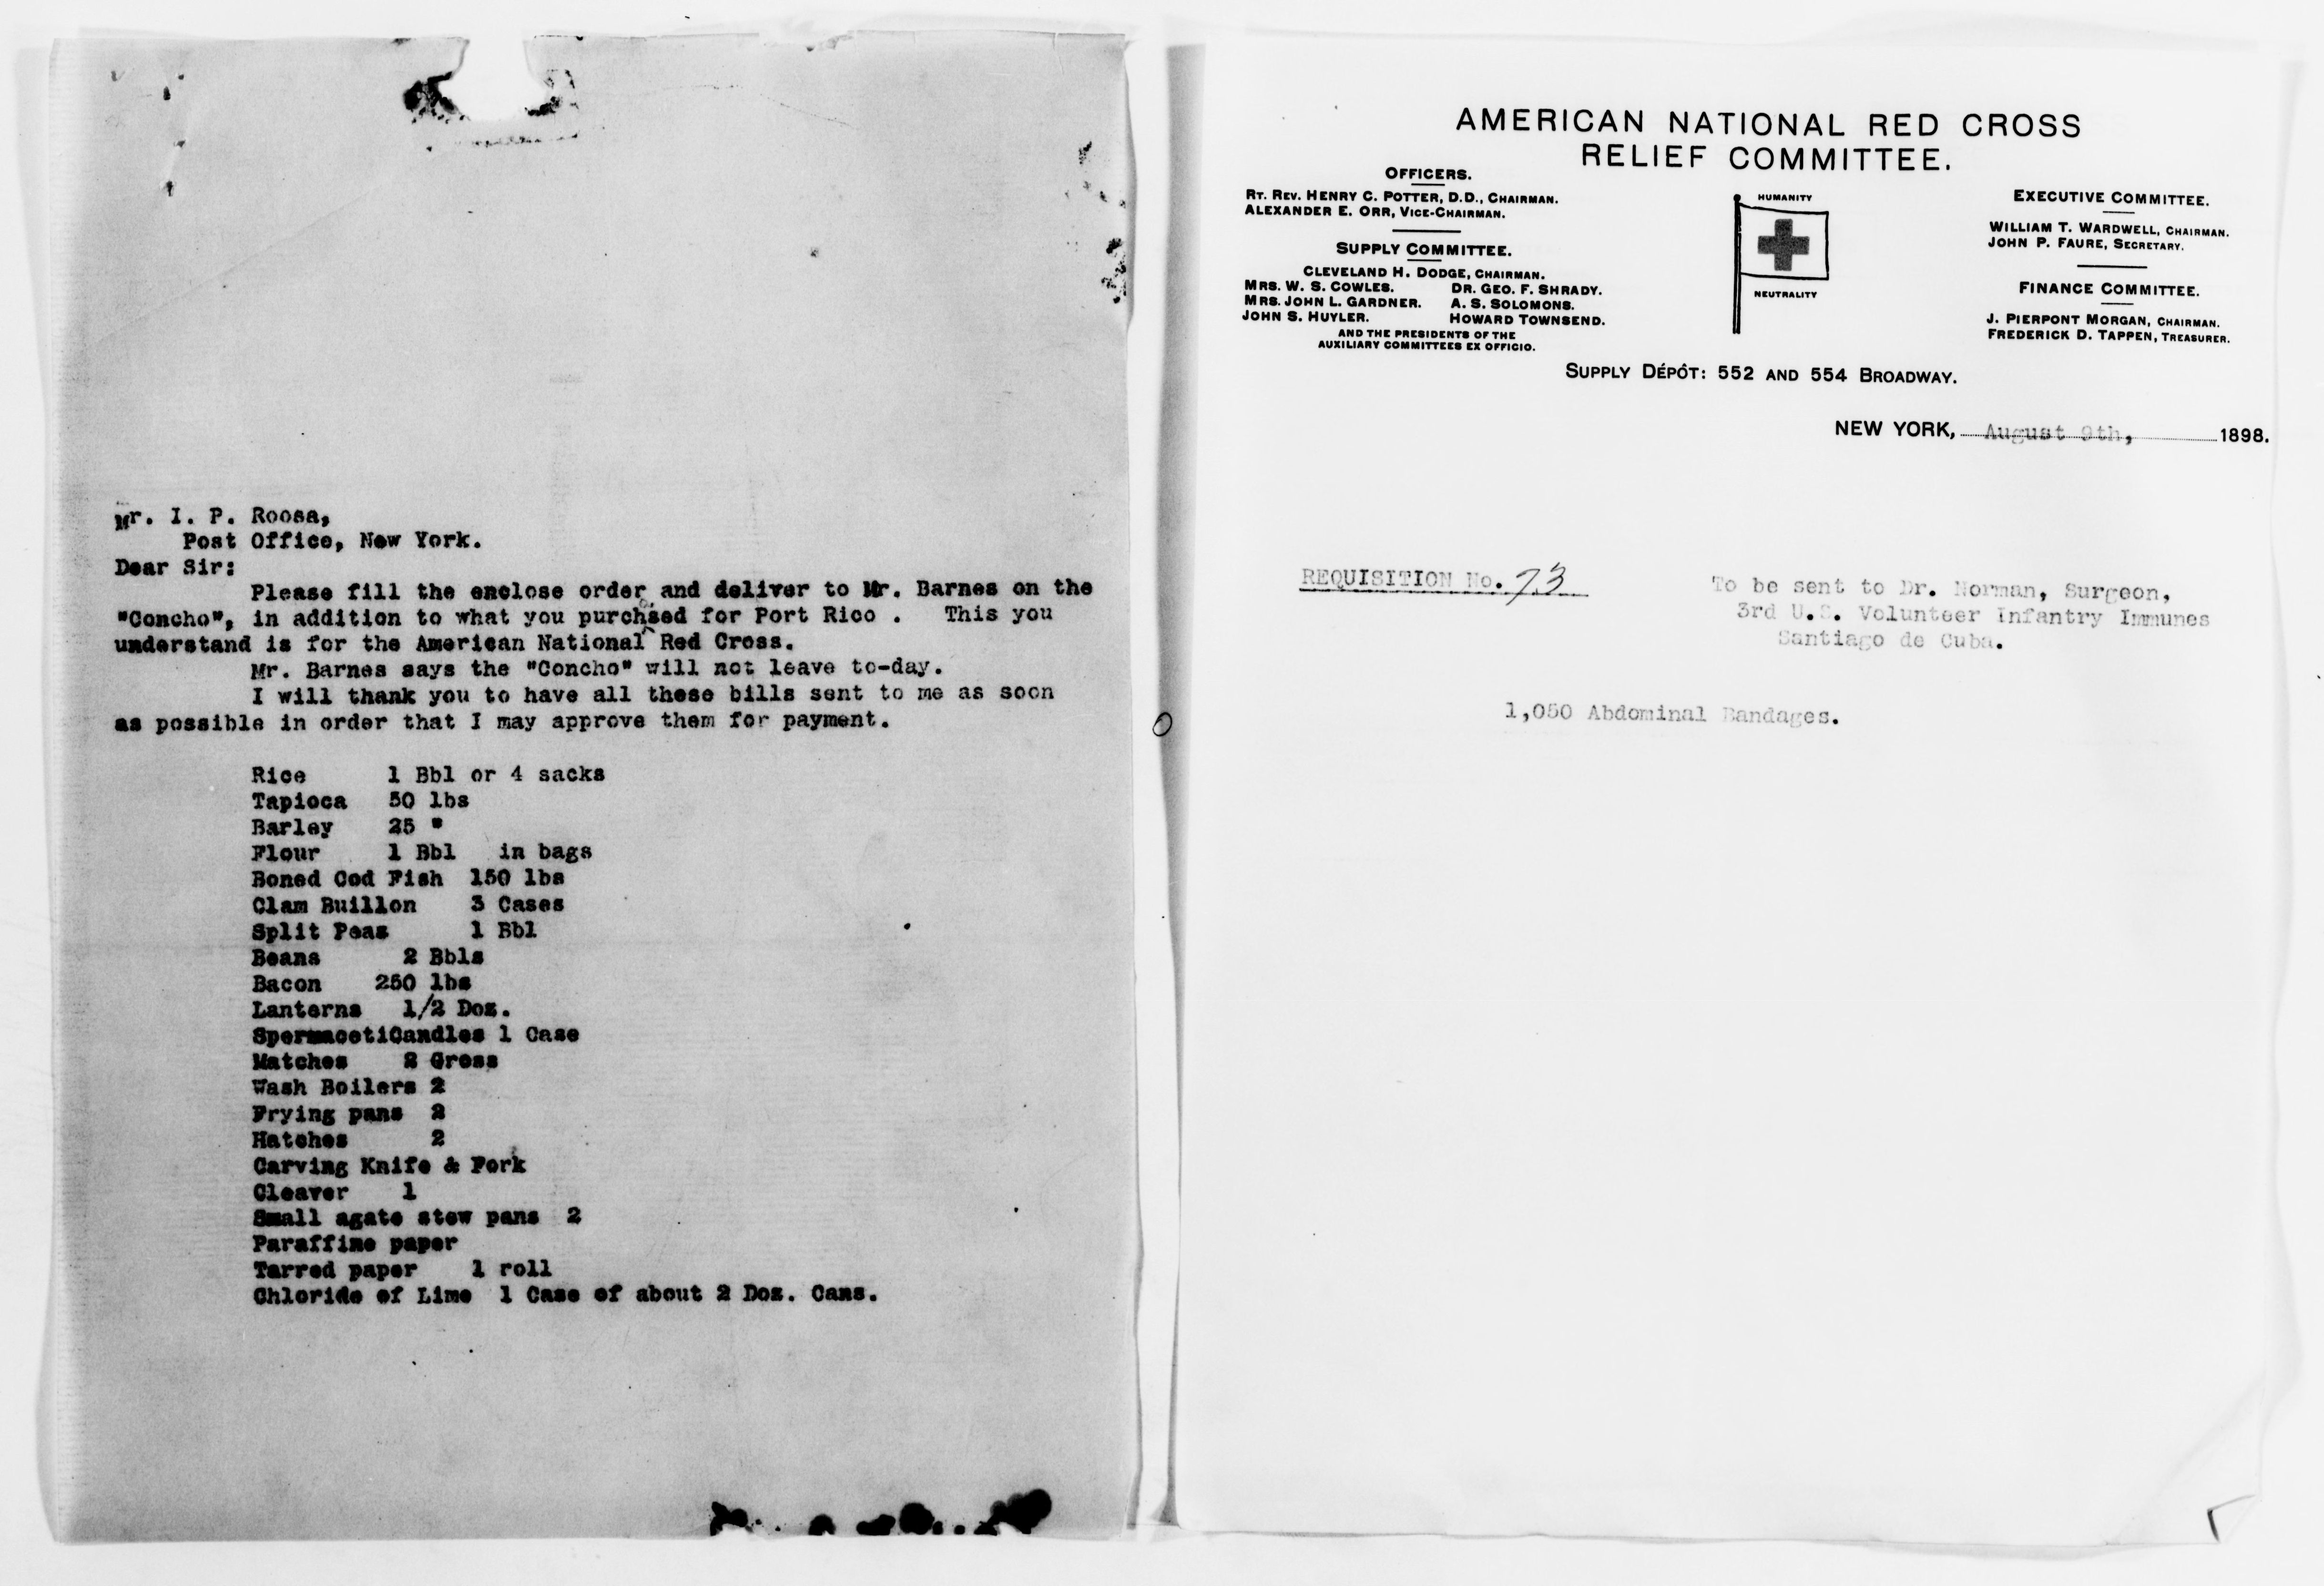 Mr. I. P. Roosa,
Post Office, New York.
Dear Sir:
Please fill the enclose order and deliver to Mr. Barnes on the
"Concho", in addition to what you purchased for Port Rico . This you
understand is for the American National Red Cross.
Mr. Barnes says the "Concho" will not leave to-day.
I will thank you to have all these bills sent to me as soon
as possible in order that I may approve them for payment.
Rice 1 Bbl or 4 sacks
Tapioca 50 lbs
Barley 25 "
Flour 1 Bbl in bags
Boned Cod Fish 150 lbs
Clam Buillon 3 Cases
Split Peas 1 Bbl
Beans 2 Bbls
Bacon 250 lbs
Lanterns 1/2 Doz.
SpermacetiCandles 1 Case
Matches 2 Gross
Wash Boilers 2
Frying pans 2
Hatches 2
Carving Knife & Fork
Cleaver 1
Small agate stew pans 2
Paraffine paper
Tarred paper 1 roll
Chloride of Lime 1 Case of about 2 Doz. Cans.
AMERICAN NATIONAL RED CROSS
RELIEF COMMITTEE.
OFFICERS.
RT. REV. HENRY C. POTTER, D.D., CHAIRMAN.
ALEXANDER E. ORR, VICE-CHAIRMAN.
SUPPLY COMMITTEE.
CLEVELAND H. DODGE, CHAIRMAN.
MRS. W. S. COWLES. DR. GEO. F. SHRADY.
MRS. JOHN L. GARDNER. A. S. SOLOMONS.
JOHN S. HUYLER. HOWARD TOWNSEND.
AND THE PRESIDENTS OF THE
AUXILIARY COMMITTEES EX OFFICIO.
HUMANITY
NEUTRALITY
EXECUTIVE COMMITTEE.
WILLIAM T. WARDWELL, CHAIRMAN.
JOHN P. FAURE, SECRETARY.
FINANCE COMMITTEE.
J. PIERPONT MORGAN, CHAIRMAN.
FREDERICK D. TAPPEN, TREASURER.
SUPPLY DÉPÔT: 552 AND 554 BROADWAY.
NEW YORK, August 9th, 1898.
REQUISITION No. 73
To be sent to Dr. Norman, Surgeon,
3rd U.S. Volunteer Infantry Immunes
Santiago de Cuba.
1,050 Abdominal Bandages.